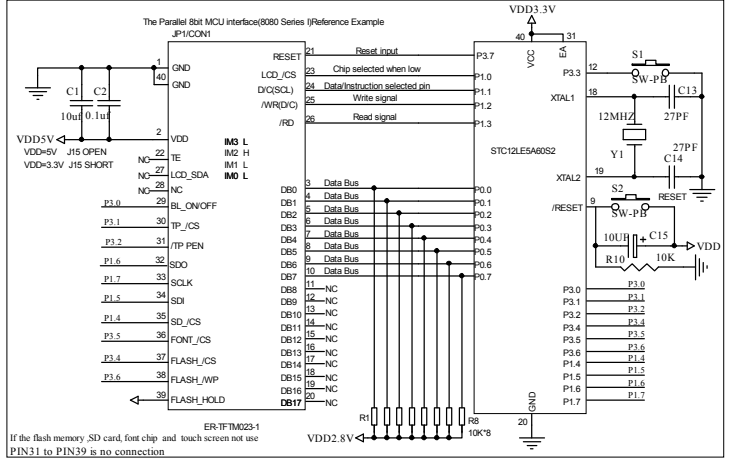 The Parallel 8bit MCU interface(8080 Series I)Reference Example
JP1/CON1
VDD3.3V
40
31
VCC
EA
1
GND
40
GND
C1
C2
10uf
0.1uf
VDD5V
2
VDD
VDD=5V J15 OPEN
VDD=3.3V J15 SHORT
NC 22 TE
NC 27 LCD_SDA
NC 28 NC
P3.0 29 BL_ON/OFF
P3.1 30 TP_/CS
P3.2 31 /TP PEN
P1.6 32 SDO
P1.7 33 SCLK
P1.5 34 SDI
P1.4 35 SD_/CS
P3.5 36 FONT_/CS
P3.4 37 FLASH_/CS
P3.6 38 FLASH_/WP
39 FLASH_HOLD
IM3 L
IM2 H
IM1 L
IM0 L
RESET 21 Reset input P3.7
LCD_/CS 23 Chip selected when low P1.0
D/C(SCL) 24 Data/Instruction selected pin P1.1
/WR(D/C) 25 Write signal P1.2
/RD 26 Read signal P1.3
DB0 3 Data Bus P0.0
DB1 4 Data Bus P0.1
DB2 5 Data Bus P0.2
DB3 6 Data Bus P0.3
DB4 7 Data Bus P0.4
DB5 8 Data Bus P0.5
DB6 9 Data Bus P0.6
DB7 10 Data Bus P0.7
DB8 11 NC
DB9 12 NC
DB10 13 NC
DB11 14 NC
DB12 15 NC
DB13 16 NC
DB14 17 NC
DB15 18 NC
DB16 19 NC
DB17 20 NC
ER-TFTM023-1
STC12LE5A60S2
P3.3 12
S1
SW-PB
XTAL1 18
C13
12MHZ
27PF
Y1
27PF
C14
XTAL2 19
RESET
S2
/RESET 9
SW-PB
10UF + C15
VDD
R10 10K
P3.0 P3.0
P3.1 P3.1
P3.2 P3.2
P3.4 P3.4
P3.5 P3.5
P3.6 P3.6
P1.4 P1.4
P1.5 P1.5
P1.6 P1.6
P1.7 P1.7
GND
20
R1
R8
10K*8
VDD2.8V
If the flash memory ,SD card, font chip and touch screen not use
PIN31 to PIN39 is no connection